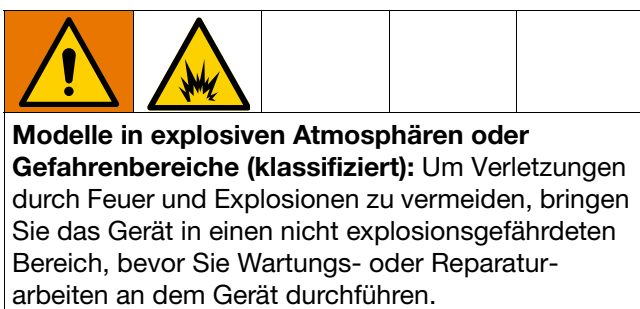 Modelle in explosiven Atmosphären oder
Gefahrenbereiche (klassifiziert): Um Verletzungen
durch Feuer und Explosionen zu vermeiden, bringen
Sie das Gerät in einen nicht explosionsgefährdeten
Bereich, bevor Sie Wartungs- oder Reparatur-
arbeiten an dem Gerät durchführen.